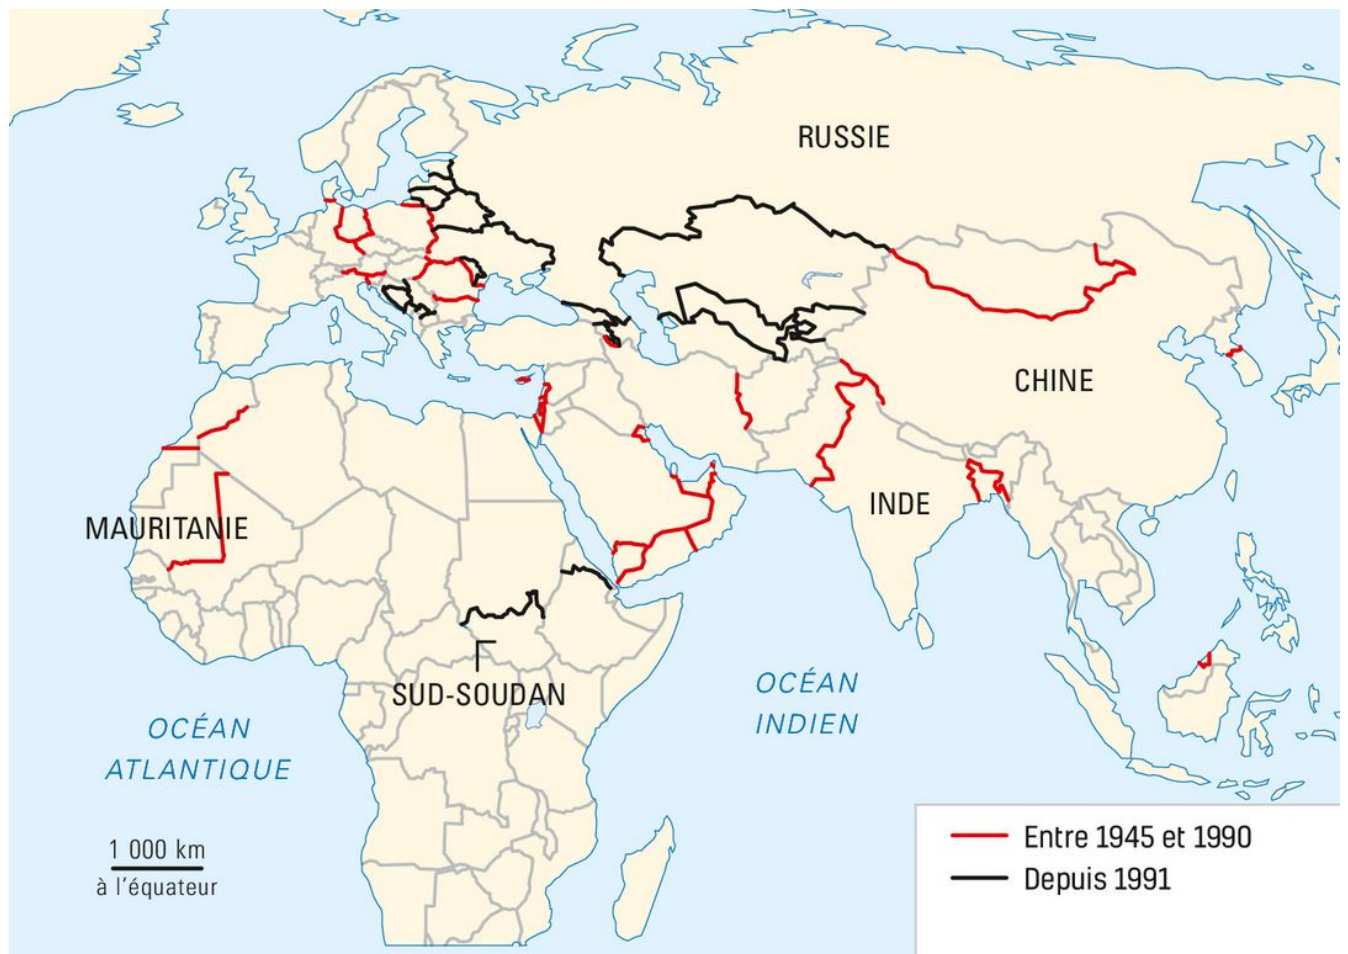 RUSSIE
CHINE
INDE
MAURITANIE
SUD-SOUDAN
OCÉAN
INDIEN
OCÉAN
ATLANTIQUE
1 000 km
à l'équateur
Entre 1945 et 1990
Depuis 1991